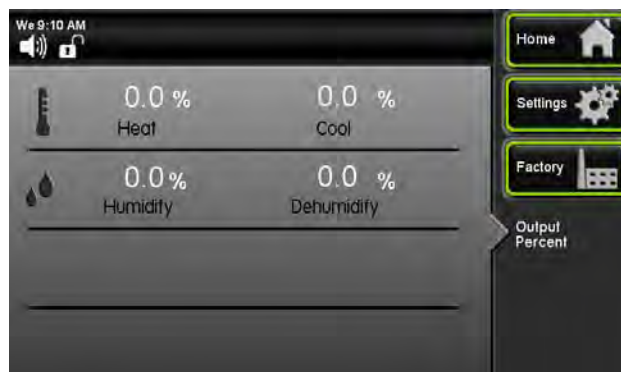 We 9:10 AM
Home
Settings
Factory
Output
Percent
0.0 % 0.0 %
Heat Cool
0.0 % 0.0 %
Humidity Dehumidify